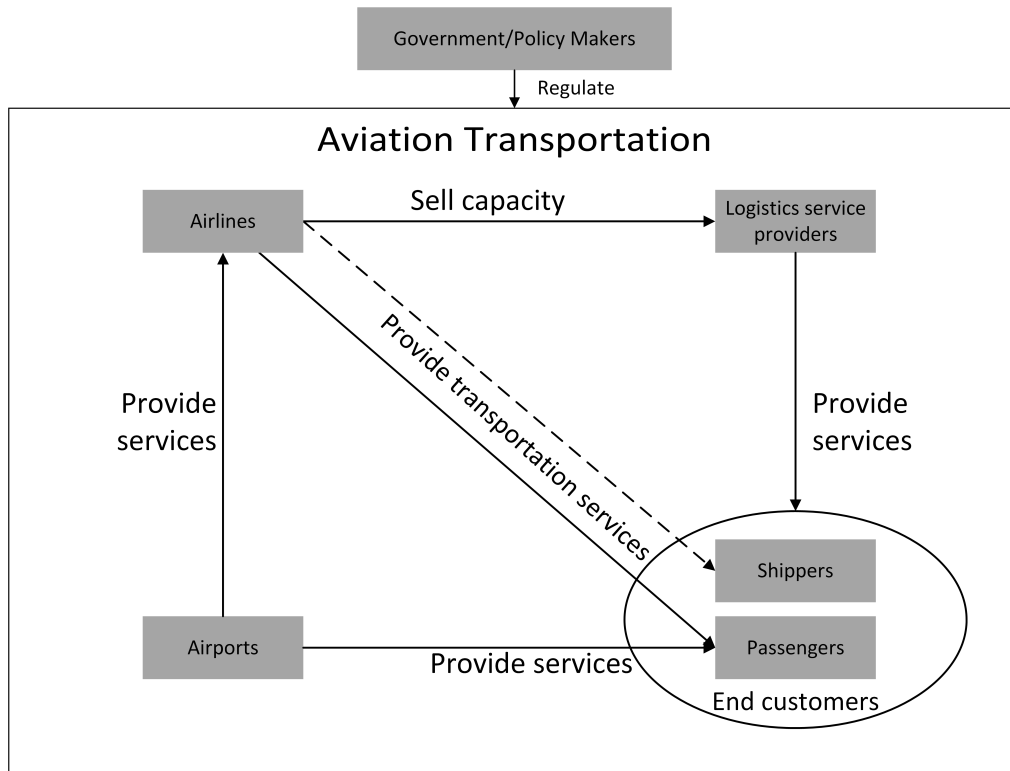 Government/Policy Makers
Regulate
Aviation Transportation
Airlines
Sell capacity
Logistics service
providers
Provide transportation services
Provide
services
Provide
services
Shippers
Airports
Provide services
Passengers
End customers